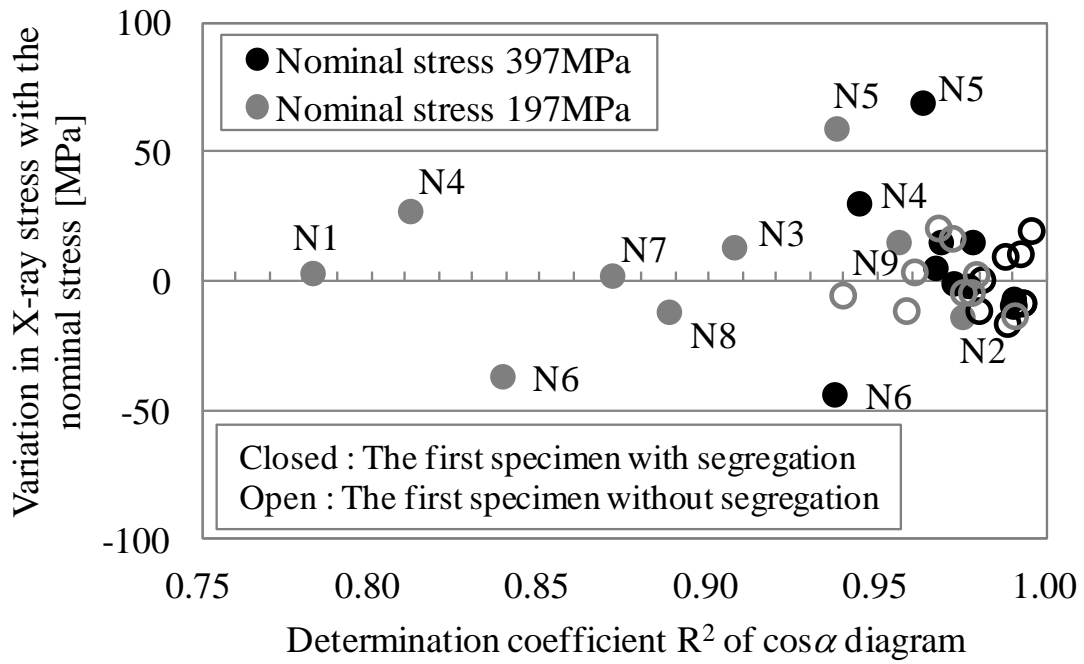 Variation in X-ray stress with the
nominal stress [MPa]
100
50
0
-50
-100
Nominal stress 397MPa
Nominal stress 197MPa
N5
N5
N4
N4
N1
N7
N3
N9
N8
N2
N6
N6
Closed : The first specimen with segregation
Open : The first specimen without segregation
0.75
0.80
0.85
0.90
0.95
1.00
Determination coefficient R² of cosα diagram